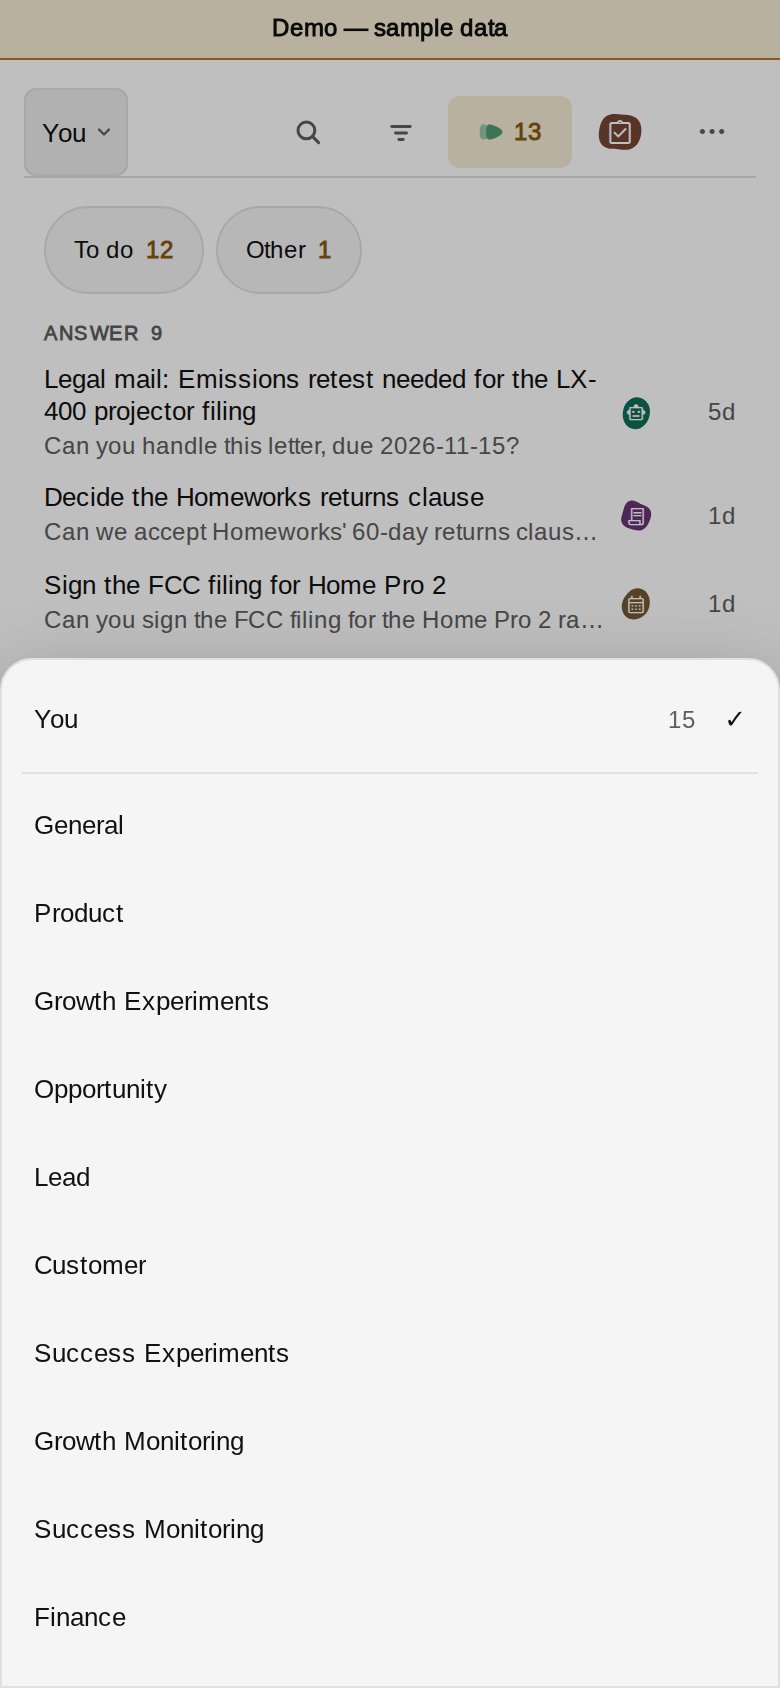 Demo — sample data
You
13
To do 12
Other 1
ANSWER 9
Legal mail: Emissions retest needed for the LX-
400 projector filing
5d
Can you handle this letter, due 2026-11-15?
Decide the Homeworks returns clause
1d
Can we accept Homeworks' 60-day returns claus…
Sign the FCC filing for Home Pro 2
1d
Can you sign the FCC filing for the Home Pro 2 ra…
You 15 ✓
General
Product
Growth Experiments
Opportunity
Lead
Customer
Success Experiments
Growth Monitoring
Success Monitoring
Finance